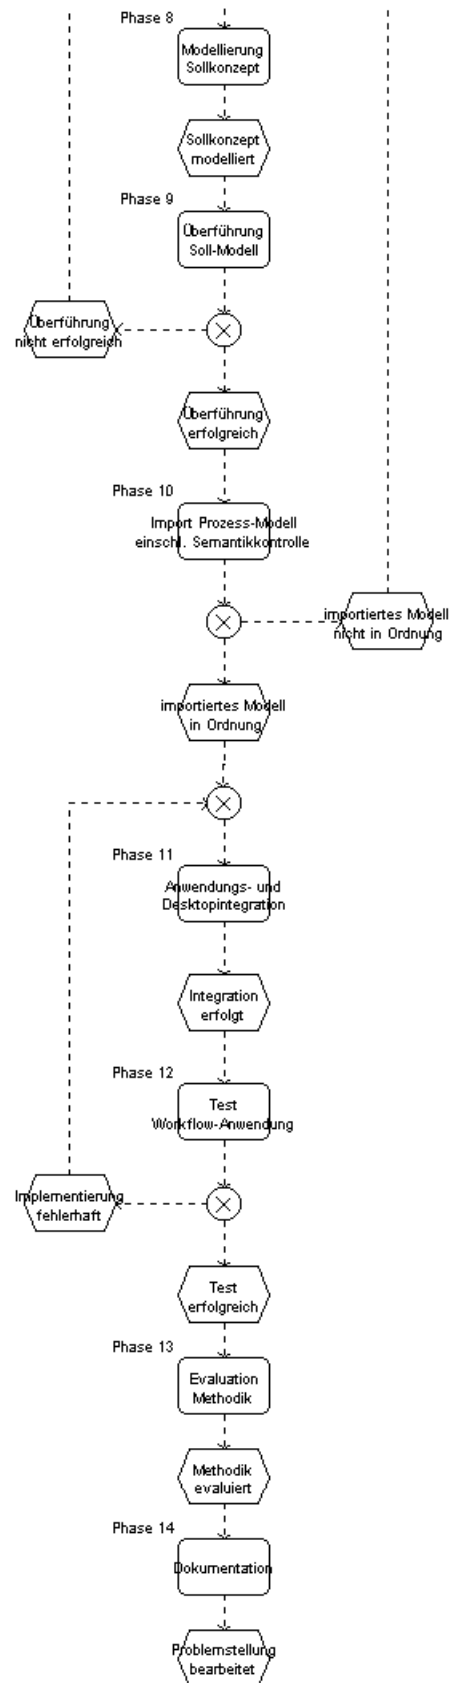 Phase 8
Modellierung
Sollkonzept
Sollkonzept
modelliert
Phase 9
Überführung
Soll-Modell
Überführung
nicht erfolgreich
Überführung
erfolgreich
Phase 10
Import Prozess-Modell
einschl. Semantikkontrolle
importiertes Modell
nicht in Ordnung
importiertes Modell
in Ordnung
Phase 11
Anwendungs- und
Desktopintegration
Integration
erfolgt
Phase 12
Test
Workflow-Anwendung
Implementierung
fehlerhaft
Test
erfolgreich
Phase 13
Evaluation
Methodik
Methodik
evaluiert
Phase 14
Dokumentation
Problemstellung
bearbeitet